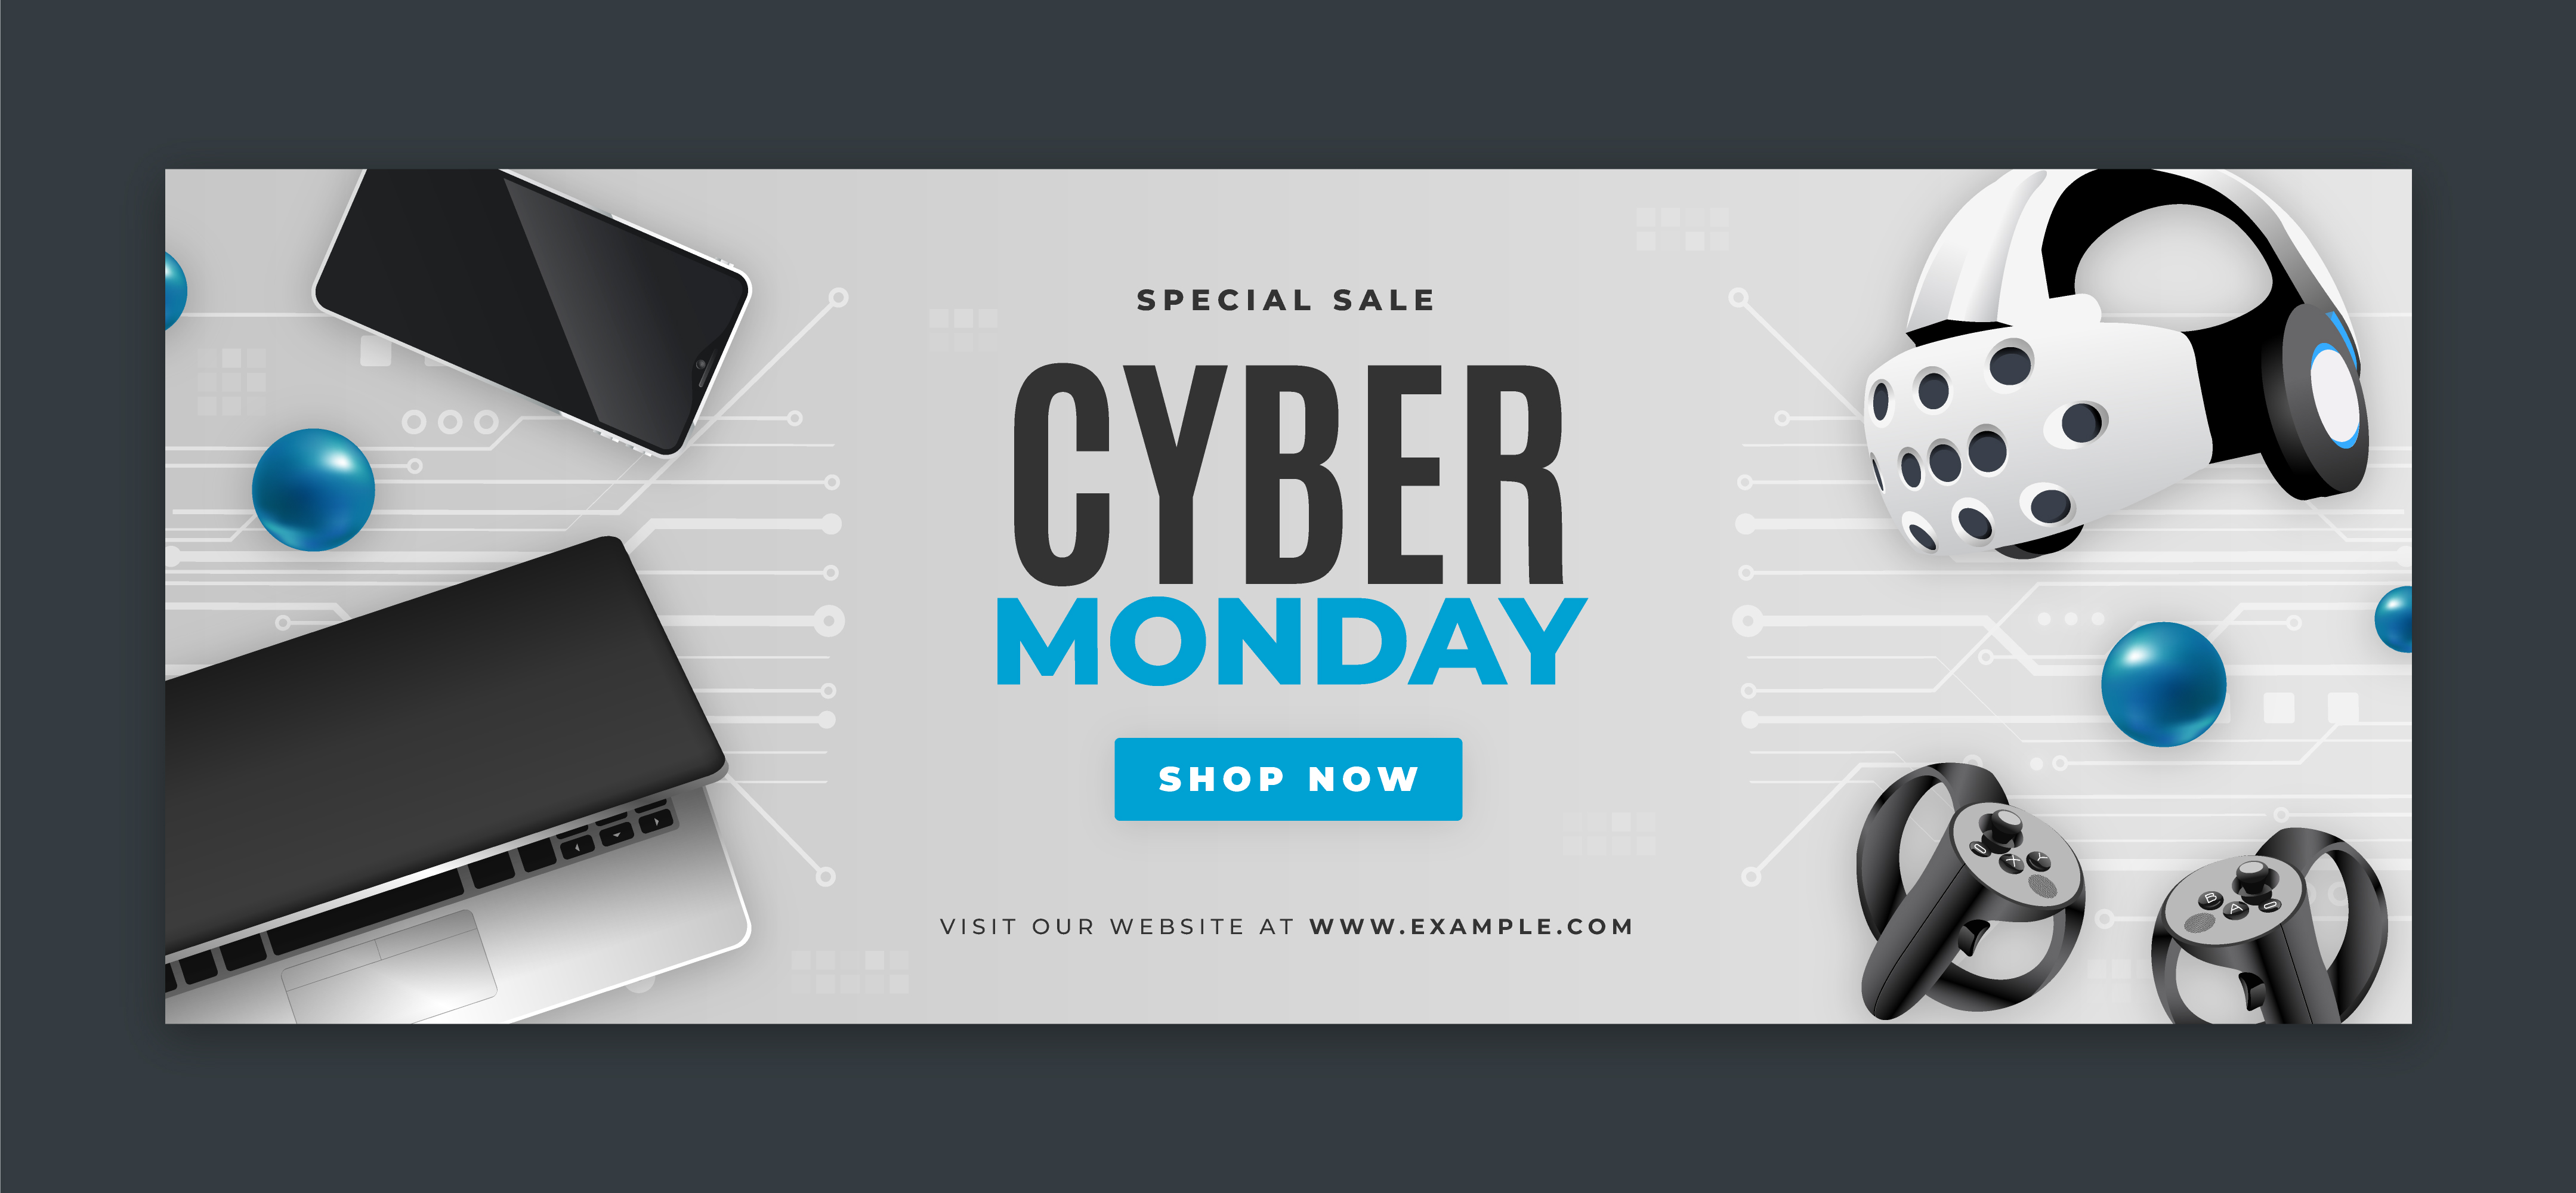 SPECIAL SALE
CYBER
MONDAY
SHOP NOW
VISIT OUR WEBSITE AT WWW.EXAMPLE.COM
X Y
B A